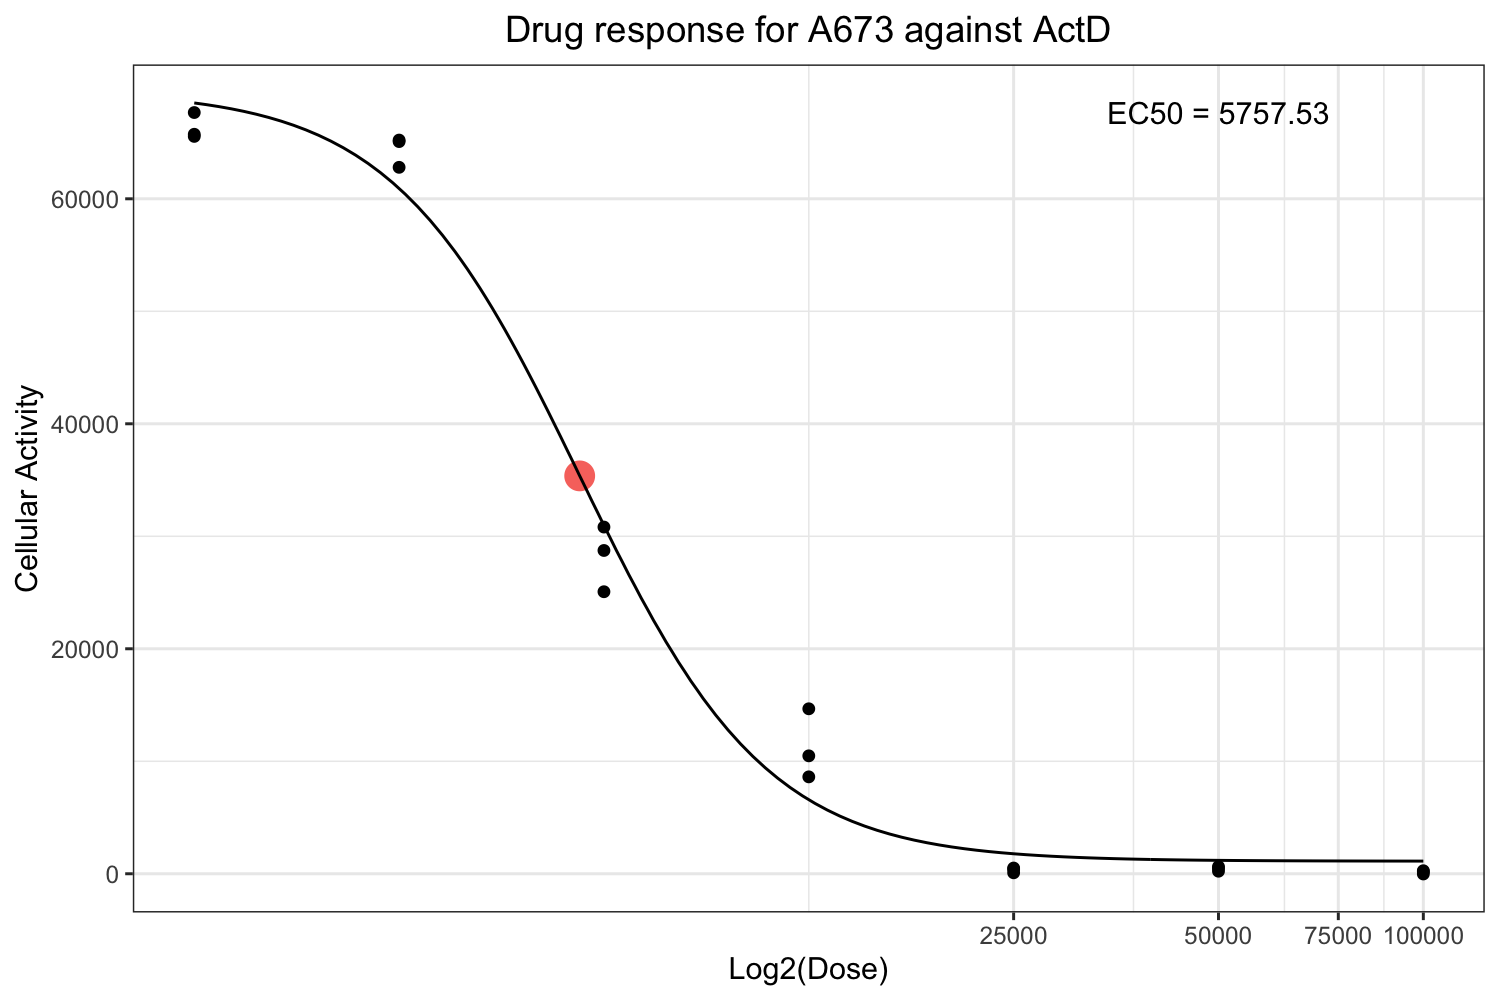 Drug response for A673 against ActD
EC50 = 5757.53
Cellular Activity
60000
40000
20000
0
25000 50000 75000 100000
Log2(Dose)